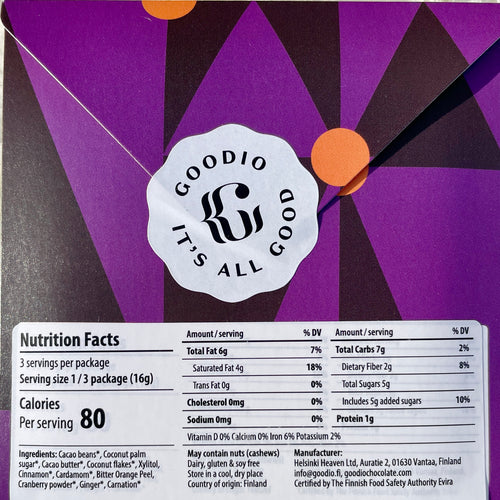 GOODIO
IT'S ALL GOOD
Nutrition Facts
3 servings per package
Serving size 1/3 package (16g)
Calories
Per serving 80
Amount / serving % DV
Total Fat 6g 7%
Saturated Fat 4g 18%
Trans Fat 0g 0%
Cholesterol 0mg 0%
Sodium 0mg 0%
Amount / serving % DV
Total Carbs 7g 2%
Dietary Fiber 2g 8%
Total Sugars 5g
Includes 5g added sugars 10%
Protein 1g
Vitamin D 0% Calcium 0% Iron 6% Potassium 2%
Ingredients: Cacao beans*, Coconut palm
sugar*, Cacao butter*, Coconut flakes*, Xylitol,
Cinnamon*, Cardamom*, Bitter Orange Peel,
Cranberry powder*, Ginger*, Carnation*
May contain nuts (cashews)
Dairy, gluten & soy free
Store in a cool, dry place
Country of origin: Finland
Manufacturer:
Helsinki Heaven Ltd, Auratie 2, 01630 Vantaa, Finland
info@goodio.fi, goodiochocolate.com
Certified by The Finnish Food Safety Authority Evira